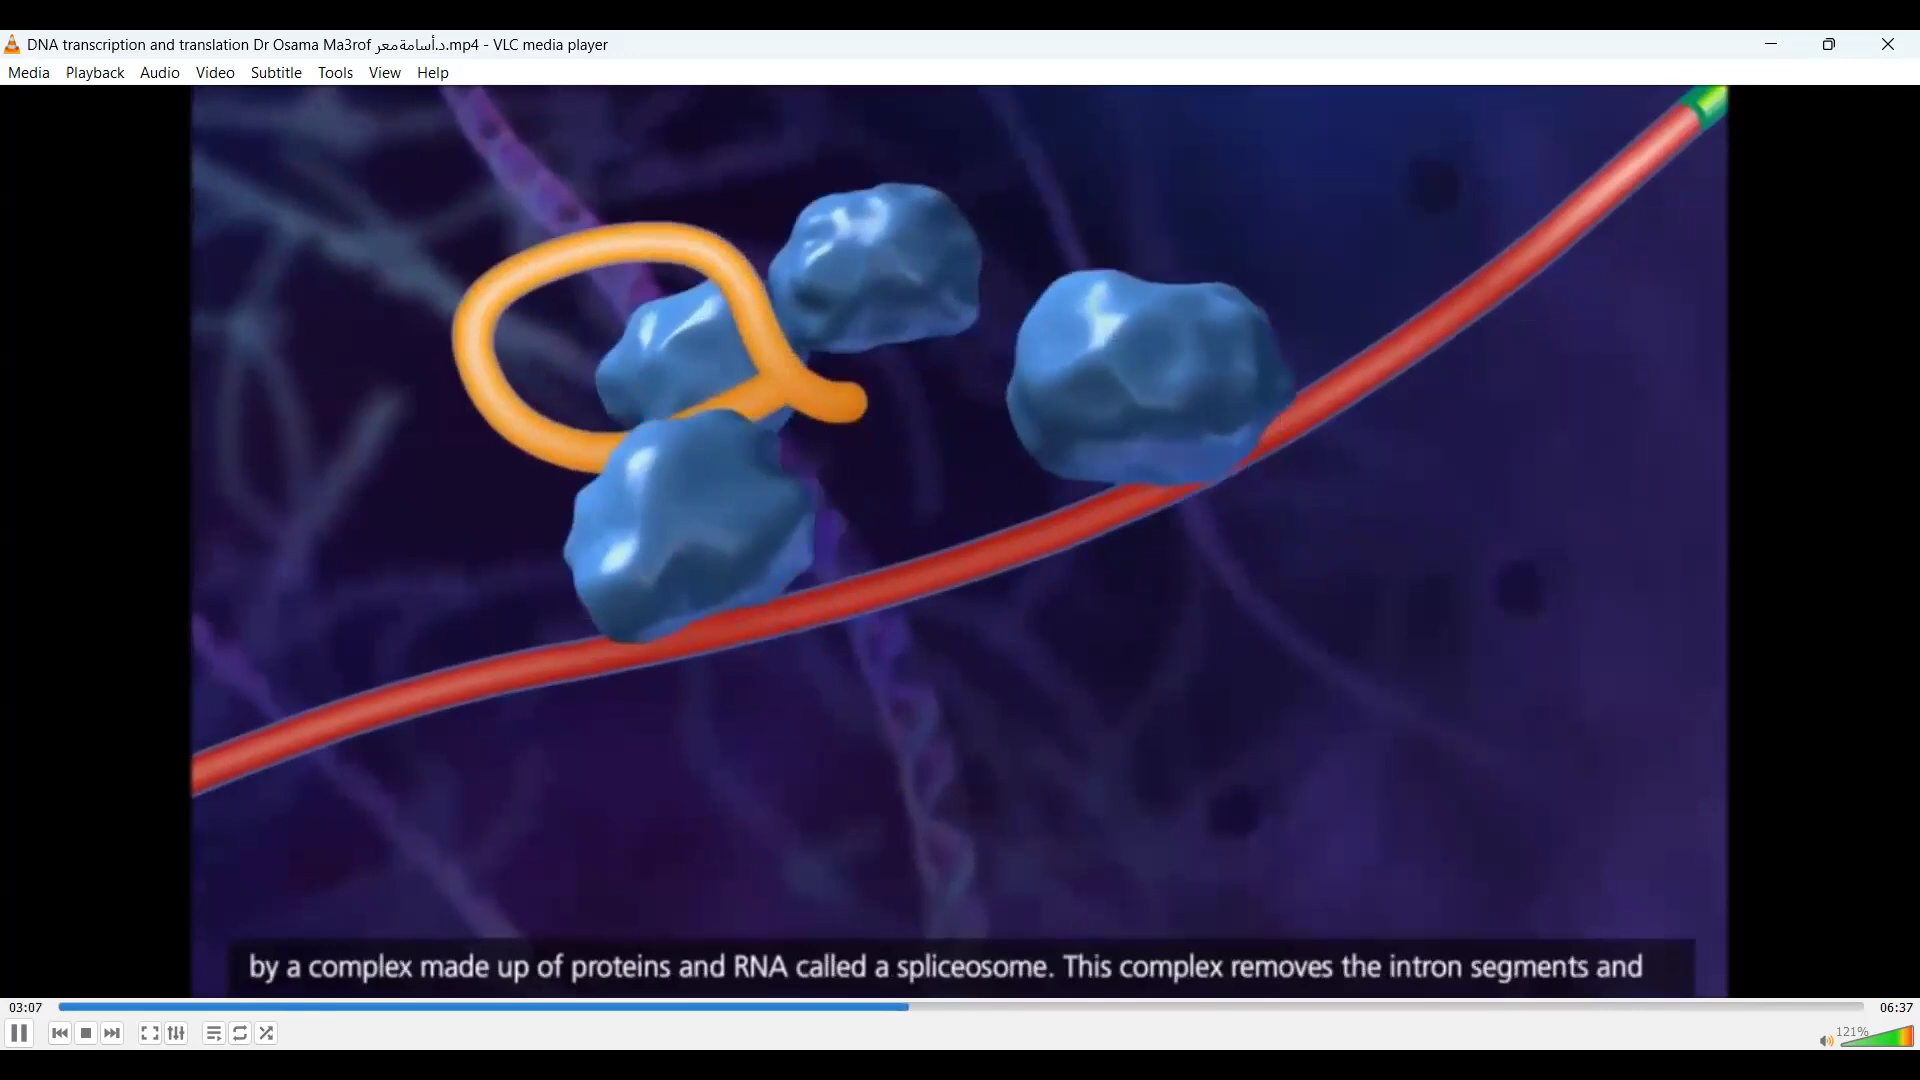 DNA transcription and translation Dr Osama Ma3rof د.أسامةمعر.mp4 - VLC media player
Media Playback Audio Video Subtitle Tools View Help
by a complex made up of proteins and RNA called a spliceosome. This complex removes the intron segments and
03:07 06:37
121%